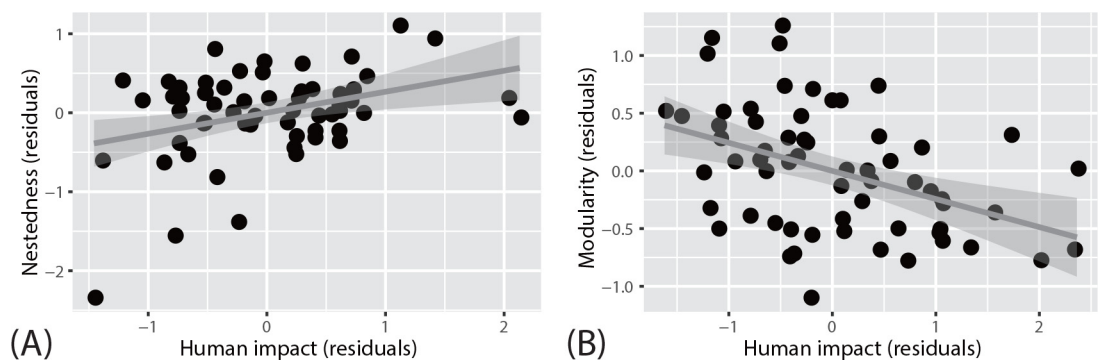 1
0
−1
−2
Nestedness (residuals)
−1
0
1
2
Human impact (residuals)
(A)
1.0
0.5
0.0
−0.5
−1.0
Modularity (residuals)
−1
0
1
2
Human impact (residuals)
(B)